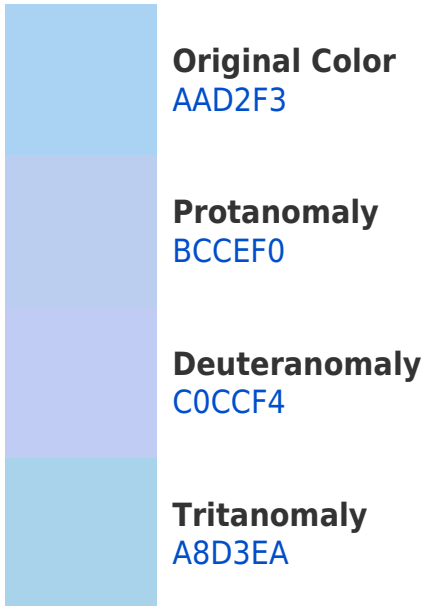 Original Color
AAD2F3
Protanomaly
BCCEF0
Deuteranomaly
C0CCF4
Tritanomaly
A8D3EA